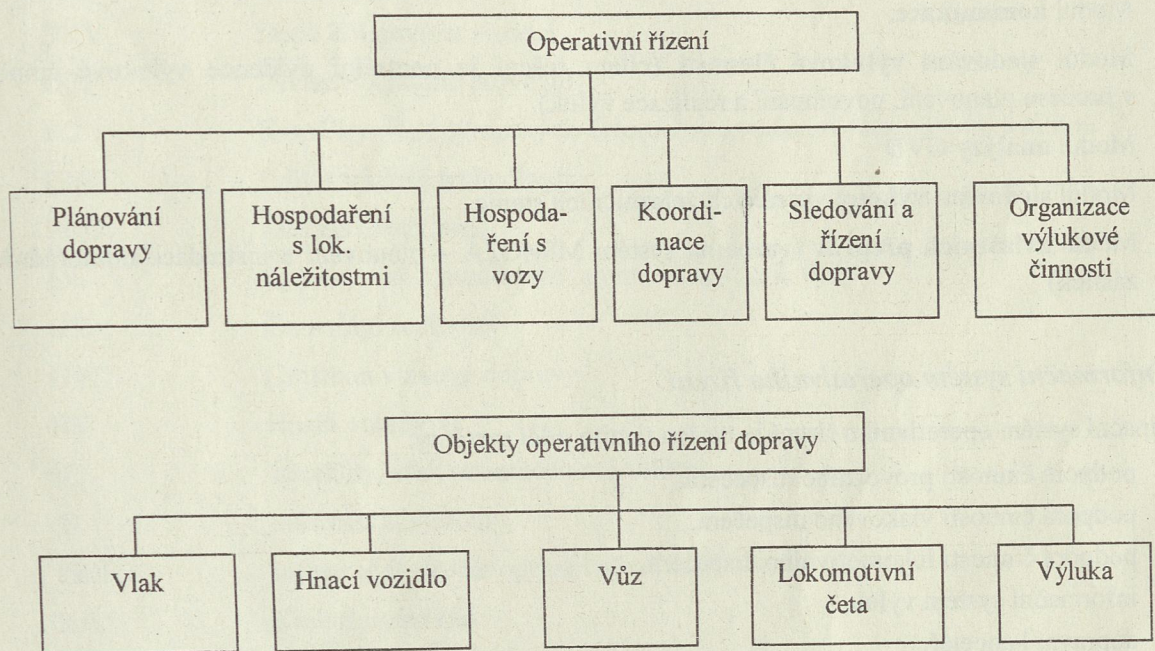 Operativní řízení
Plánování
dopravy
Hospodaření
s lok.
náležitostmi
Hospoda-
ření s
vozy
Koordi-
nace
dopravy
Sledování a
řízení
dopravy
Organizace
výlukové
činnosti
Objekty operativního řízení dopravy
Vlak
Hnací vozidlo
Vůz
Lokomotivní
četa
Výluka